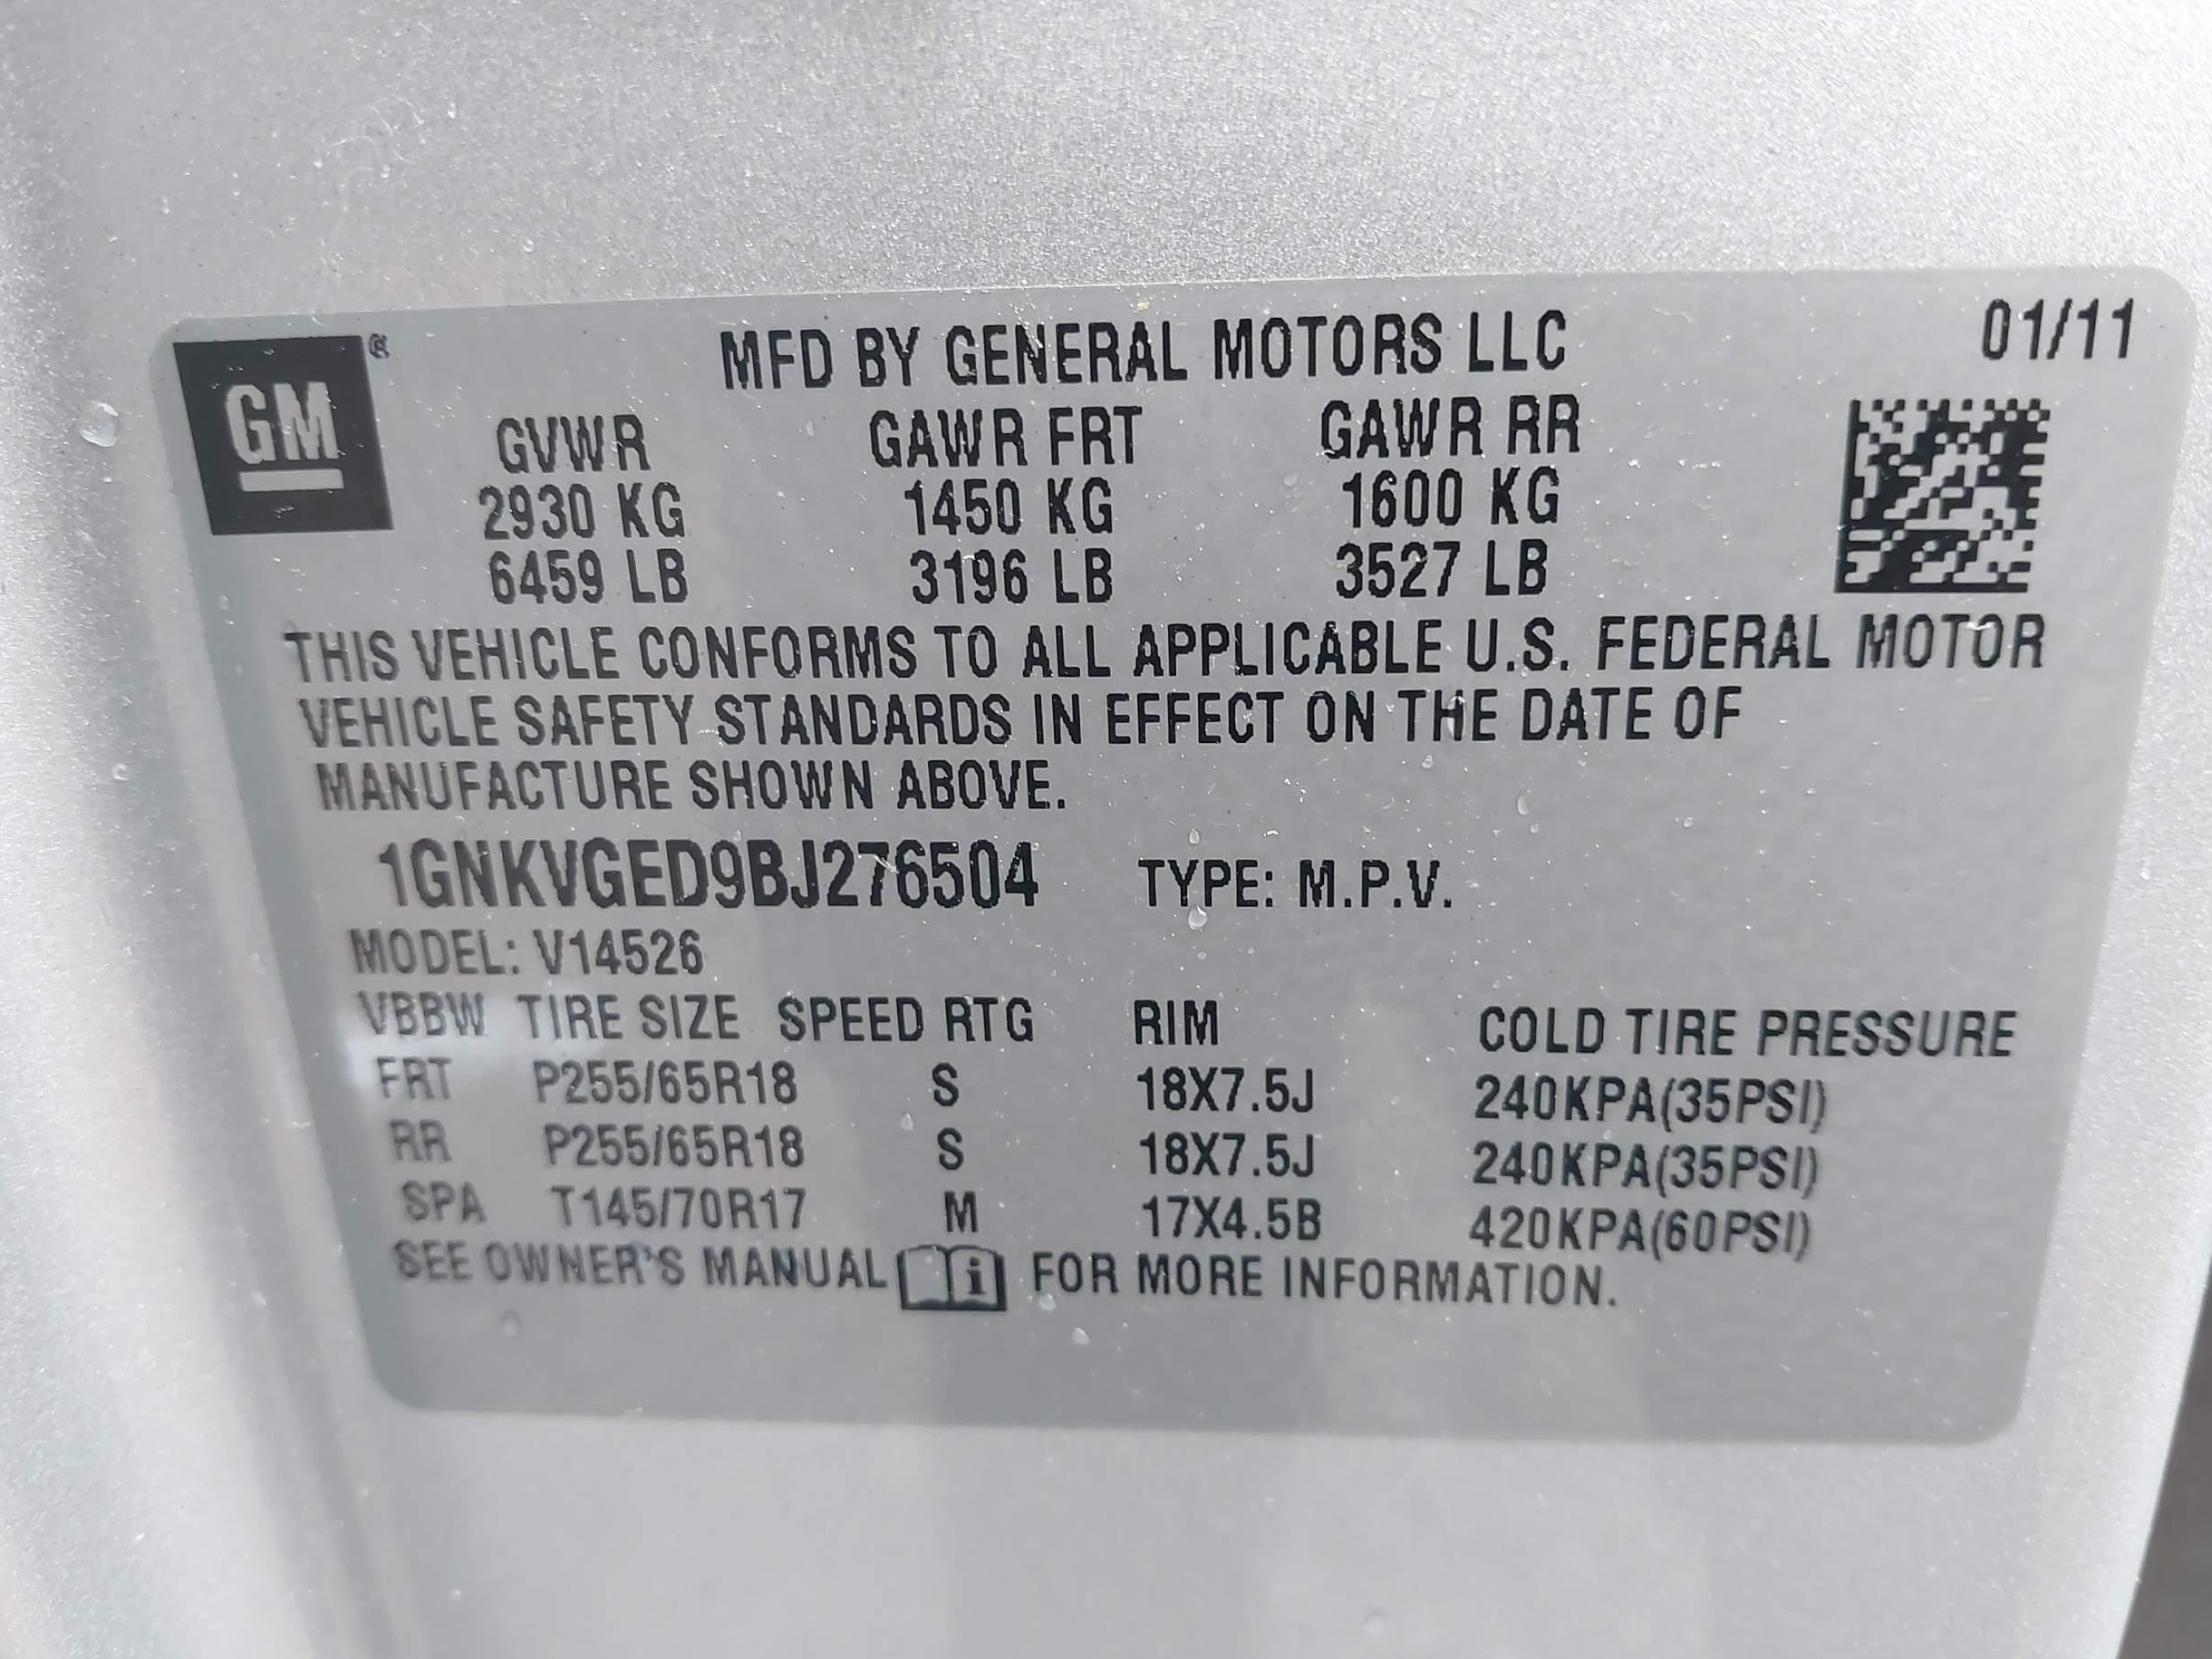 GM ®
MFD BY GENERAL MOTORS LLC 01/11
GVWR GAWR FRT GAWR RR
2930 KG 1450 KG 1600 KG
6459 LB 3196 LB 3527 LB
THIS VEHICLE CONFORMS TO ALL APPLICABLE U.S. FEDERAL MOTOR
VEHICLE SAFETY STANDARDS IN EFFECT ON THE DATE OF
MANUFACTURE SHOWN ABOVE.
1GNKVGED9BJ276504 TYPE: M.P.V.
MODEL: V14526
VBBW TIRE SIZE SPEED RTG RIM COLD TIRE PRESSURE
FRT P255/65R18 S 18X7.5J 240KPA(35PSI)
RR P255/65R18 S 18X7.5J 240KPA(35PSI)
SPA T145/70R17 M 17X4.5B 420KPA(60PSI)
SEE OWNER'S MANUAL i FOR MORE INFORMATION.